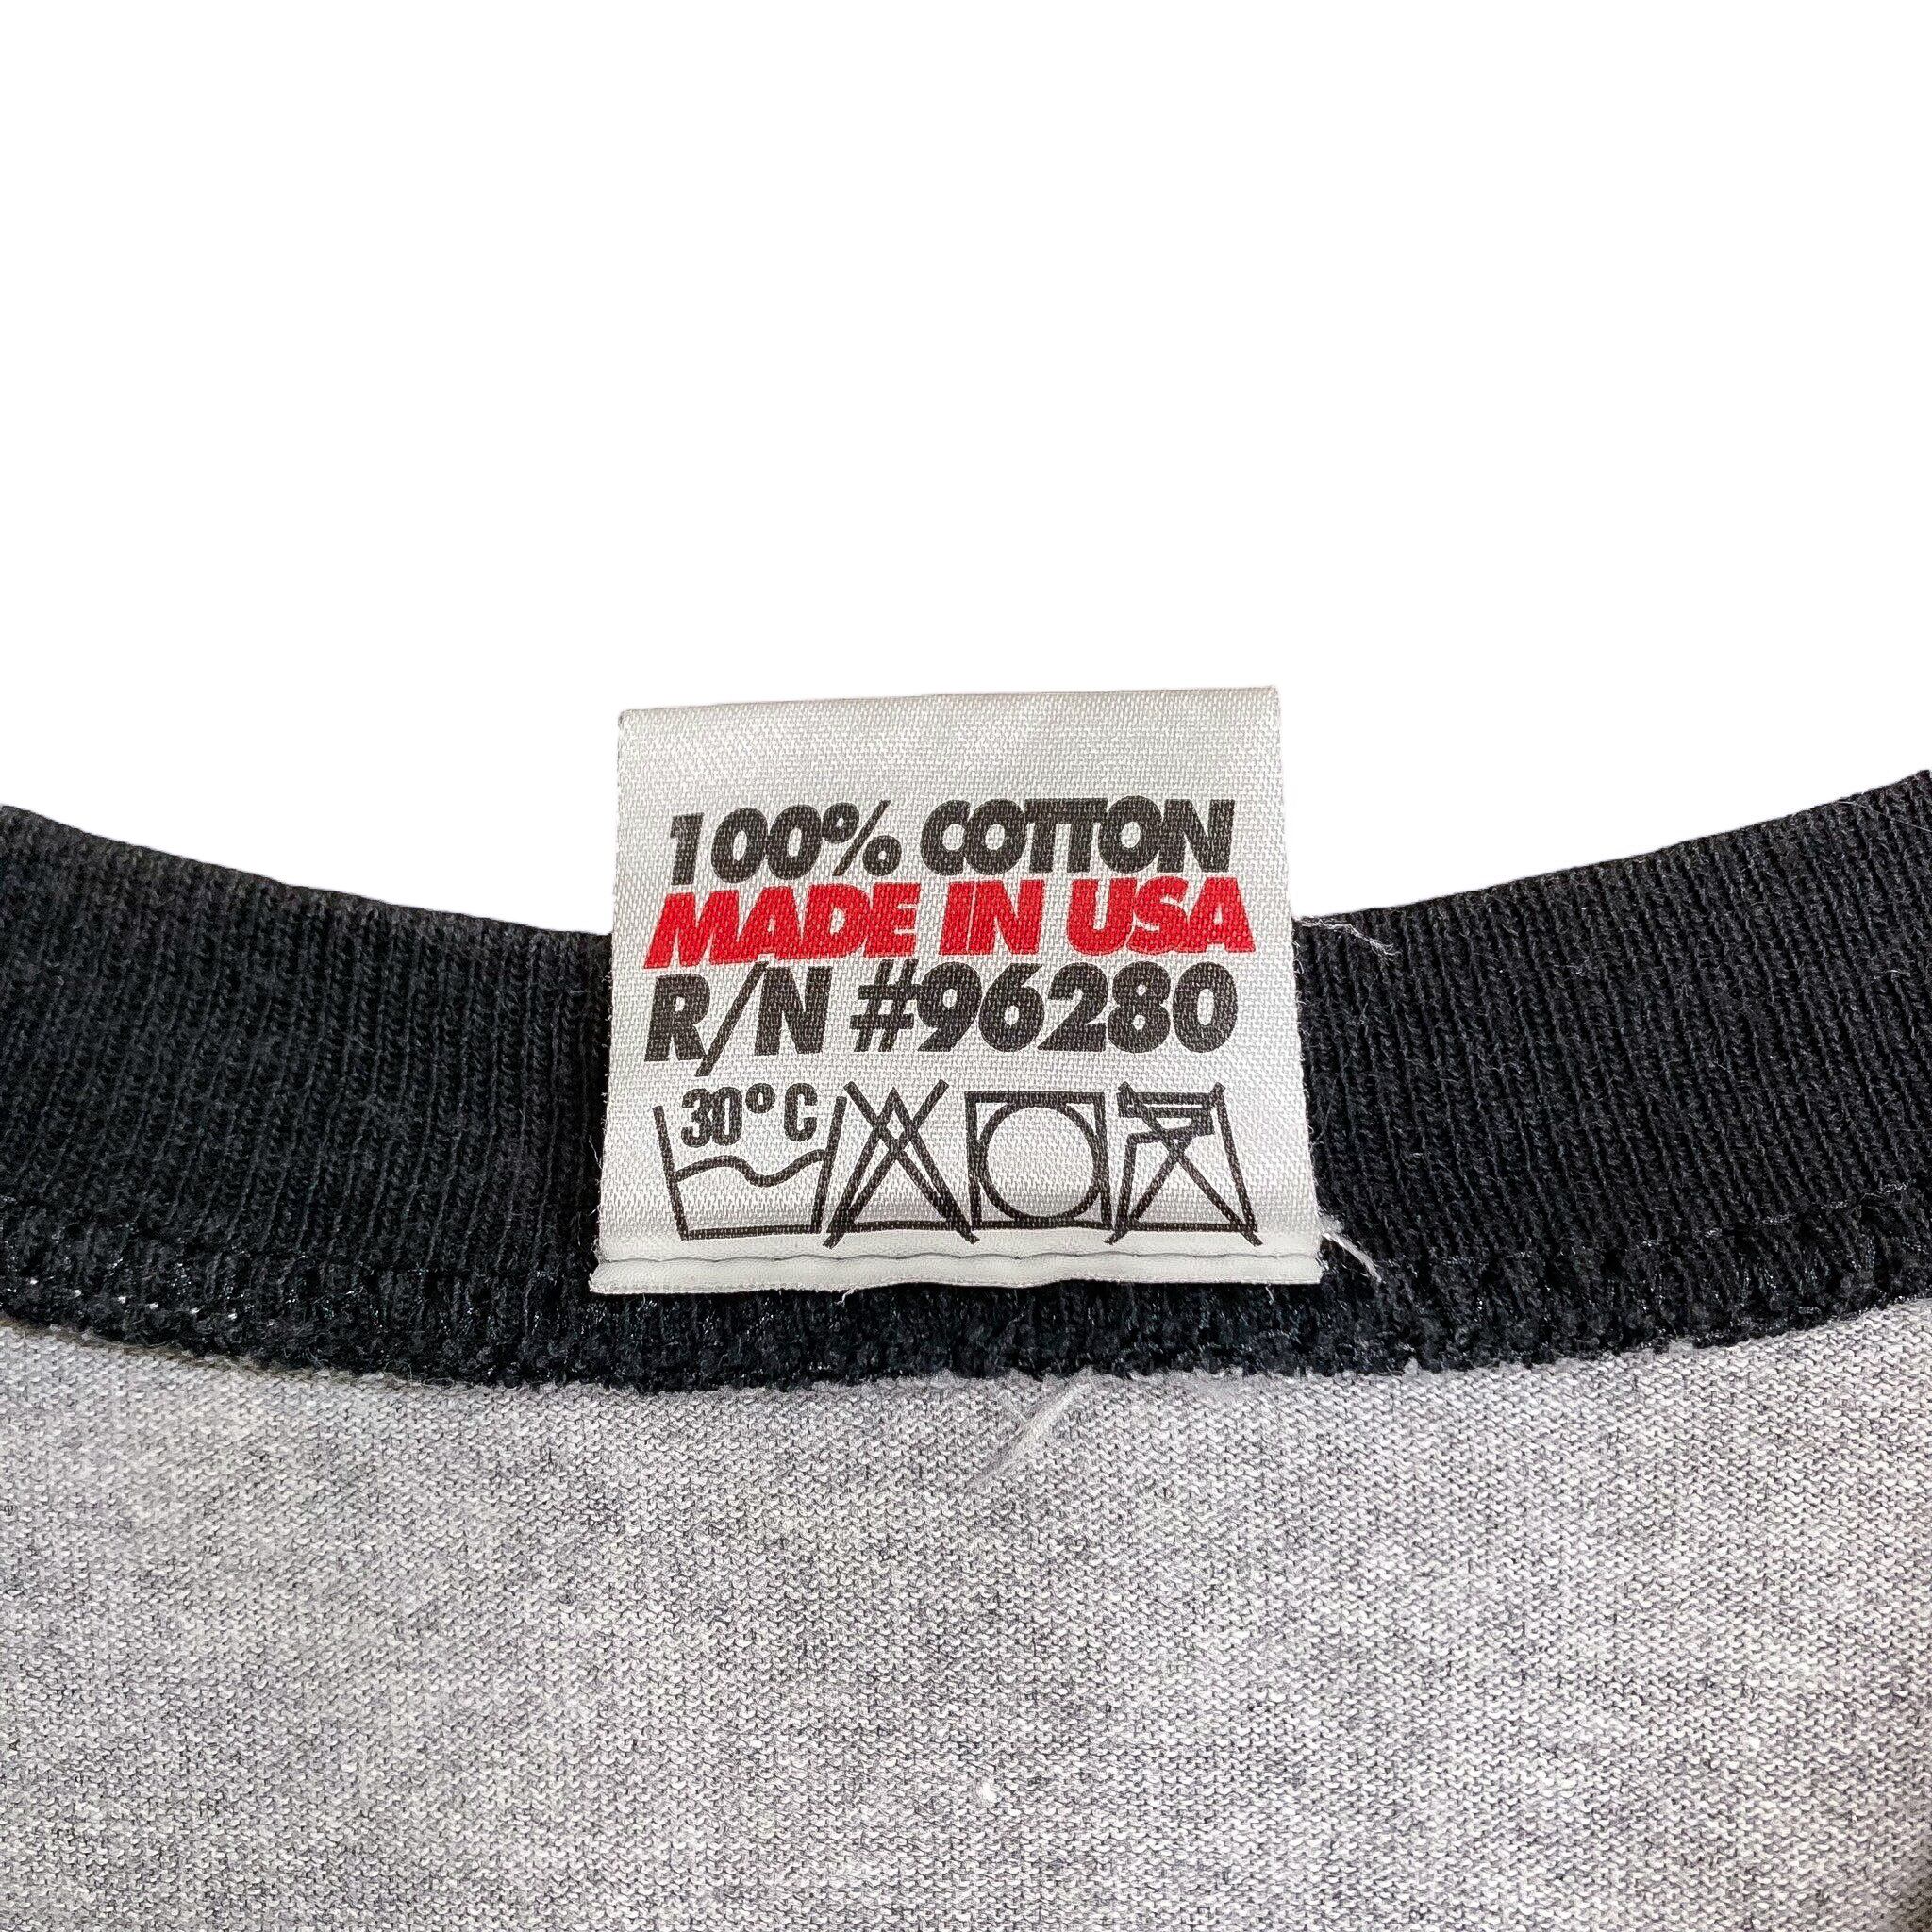 100% COTTON
MADE IN USA
R/N #96280
30°C